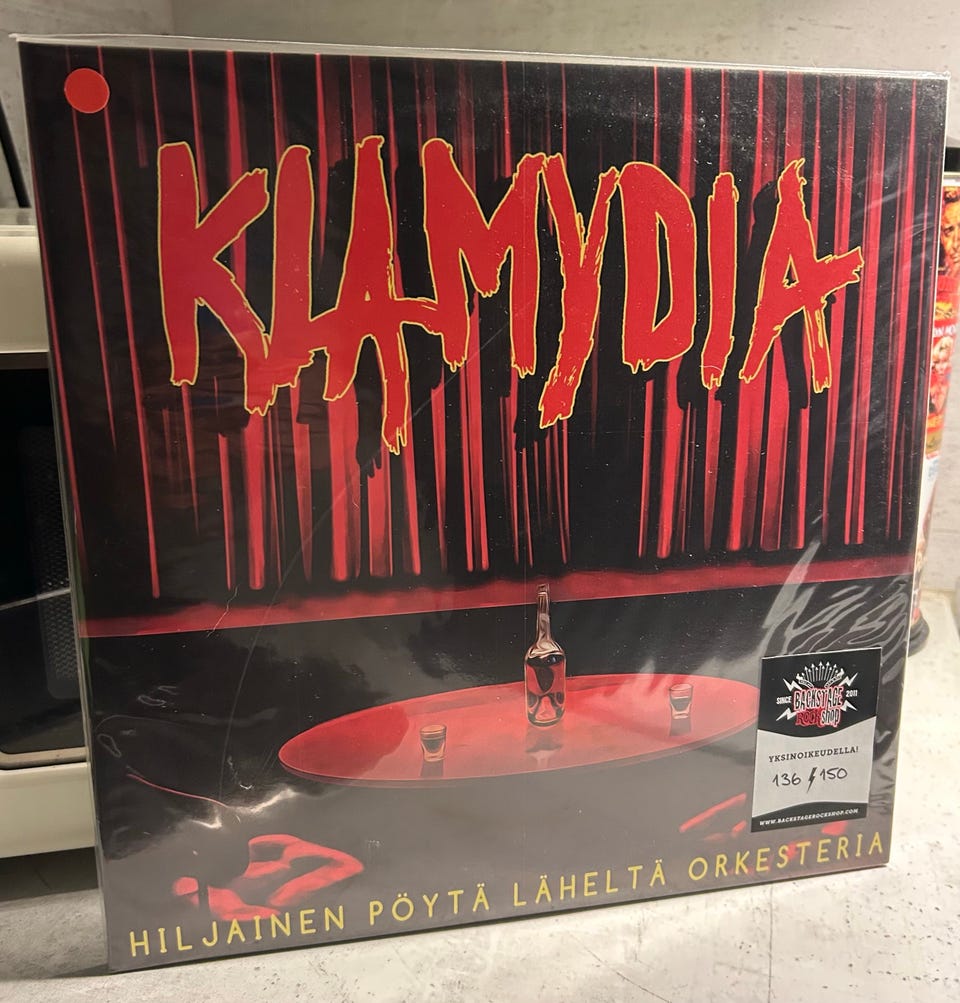 KLAMYDIA
SINCE BACKSTAGE 2011
ROCK Shop
YKSINOIKEUDELLA!
136 / 150
WWW.BACKSTAGEROCKSHOP.COM
HILJAINEN PÖYTÄ LÄHELTÄ ORKESTERIA